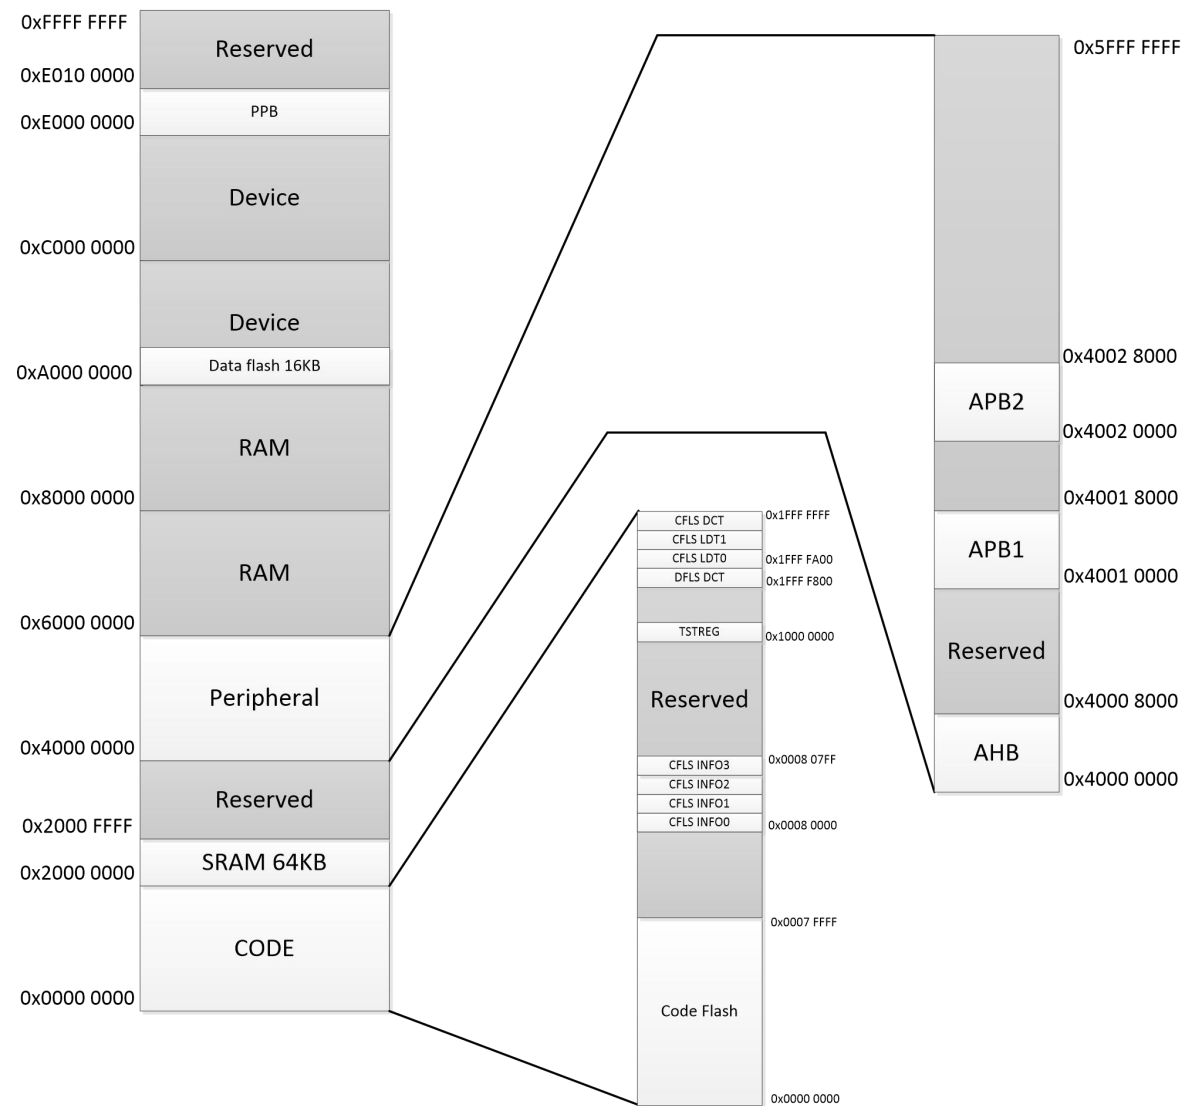 0xFFFF FFFF
Reserved
0xE010 0000
PPB
0xE000 0000
Device
0xC000 0000
Device
Data flash 16KB
0xA000 0000
RAM
0x8000 0000
RAM
0x6000 0000
Peripheral
0x4000 0000
Reserved
0x2000 FFFF
SRAM 64KB
0x2000 0000
CODE
0x0000 0000
CFLS DCT
0x1FFF FFFF
CFLS LDT1
CFLS LDT0
0x1FFF FA00
DFLS DCT
0x1FFF F800
TSTREG
0x1000 0000
Reserved
CFLS INFO3
0x0008 07FF
CFLS INFO2
CFLS INFO1
CFLS INFO0
0x0008 0000
0x0007 FFFF
Code Flash
0x0000 0000
0x5FFF FFFF
0x4002 8000
APB2
0x4002 0000
0x4001 8000
APB1
0x4001 0000
Reserved
0x4000 8000
AHB
0x4000 0000